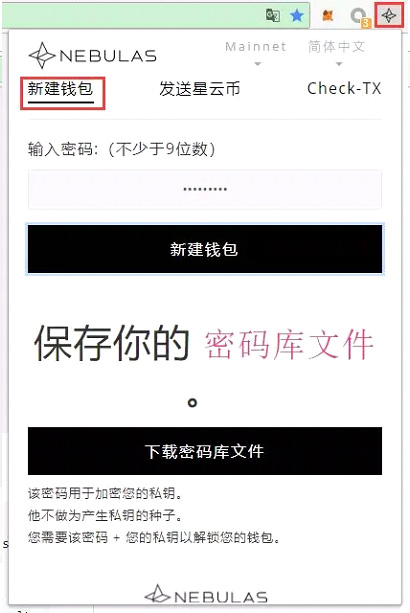 3
NEBULAS
Mainnet
简体中文
新建钱包
发送星云币
Check-TX
输入密码:（不少于9位数）
•••••••••
新建钱包
保存你的 密码库文件
。
下载密码库文件
该密码用于加密您的私钥。
他不做为产生私钥的种子。
s
您需要该密码 + 您的私钥以解锁您的钱包。
NEBULAS